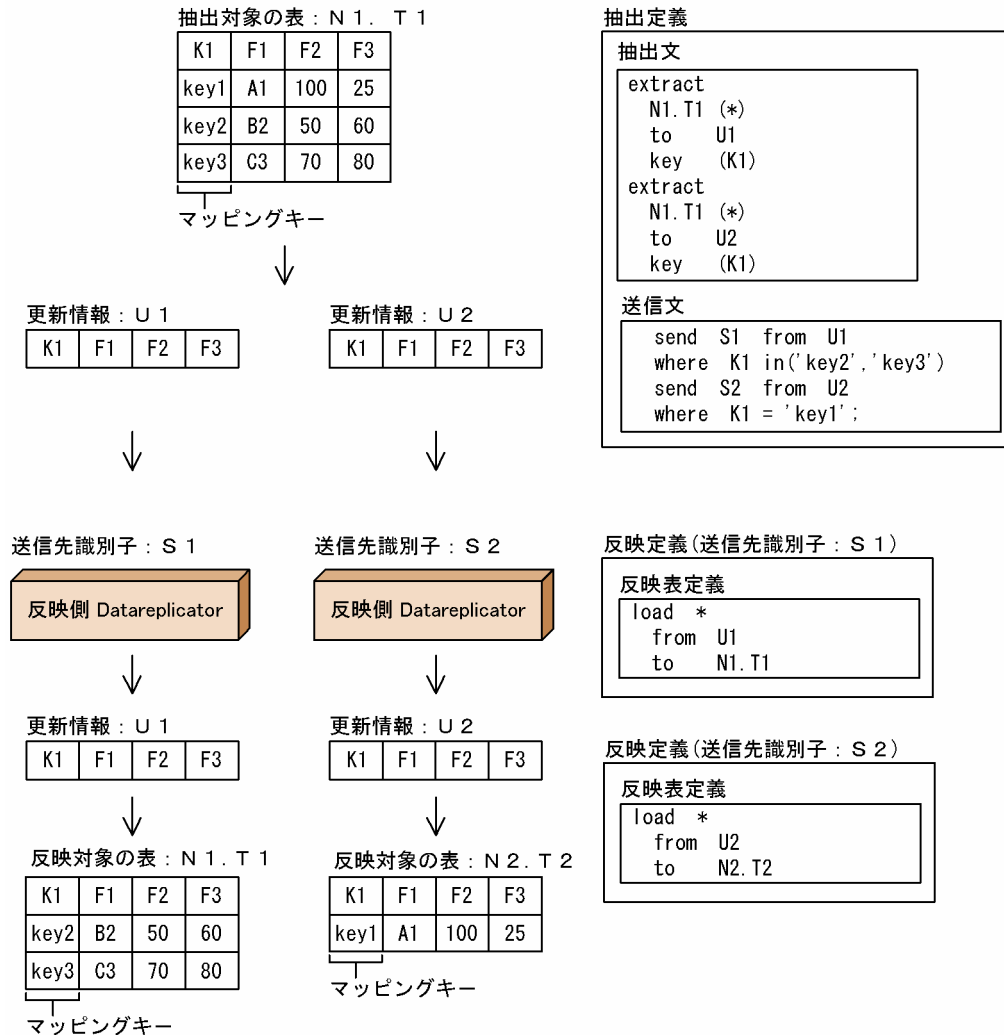 抽出対象の表：Ｎ１．Ｔ１
K1 F1 F2 F3
key1 A1 100 25
key2 B2 50 60
key3 C3 70 80
マッピングキー
抽出定義
抽出文
extract
N1.T1 (*)
to U1
key (K1)
extract
N1.T1 (*)
to U2
key (K1)
送信文
send S1 from U1
where K1 in('key2','key3')
send S2 from U2
where K1 = 'key1';
更新情報：Ｕ１
K1 F1 F2 F3
更新情報：Ｕ２
K1 F1 F2 F3
送信先識別子：Ｓ１
反映側 Datareplicator
送信先識別子：Ｓ２
反映側 Datareplicator
反映定義(送信先識別子：Ｓ１)
反映表定義
load *
from U1
to N1.T1
更新情報：Ｕ１
K1 F1 F2 F3
更新情報：Ｕ２
K1 F1 F2 F3
反映定義(送信先識別子：Ｓ２)
反映表定義
load *
from U2
to N2.T2
反映対象の表：Ｎ１．Ｔ１
K1 F1 F2 F3
key2 B2 50 60
key3 C3 70 80
マッピングキー
反映対象の表：Ｎ２．Ｔ２
K1 F1 F2 F3
key1 A1 100 25
マッピングキー